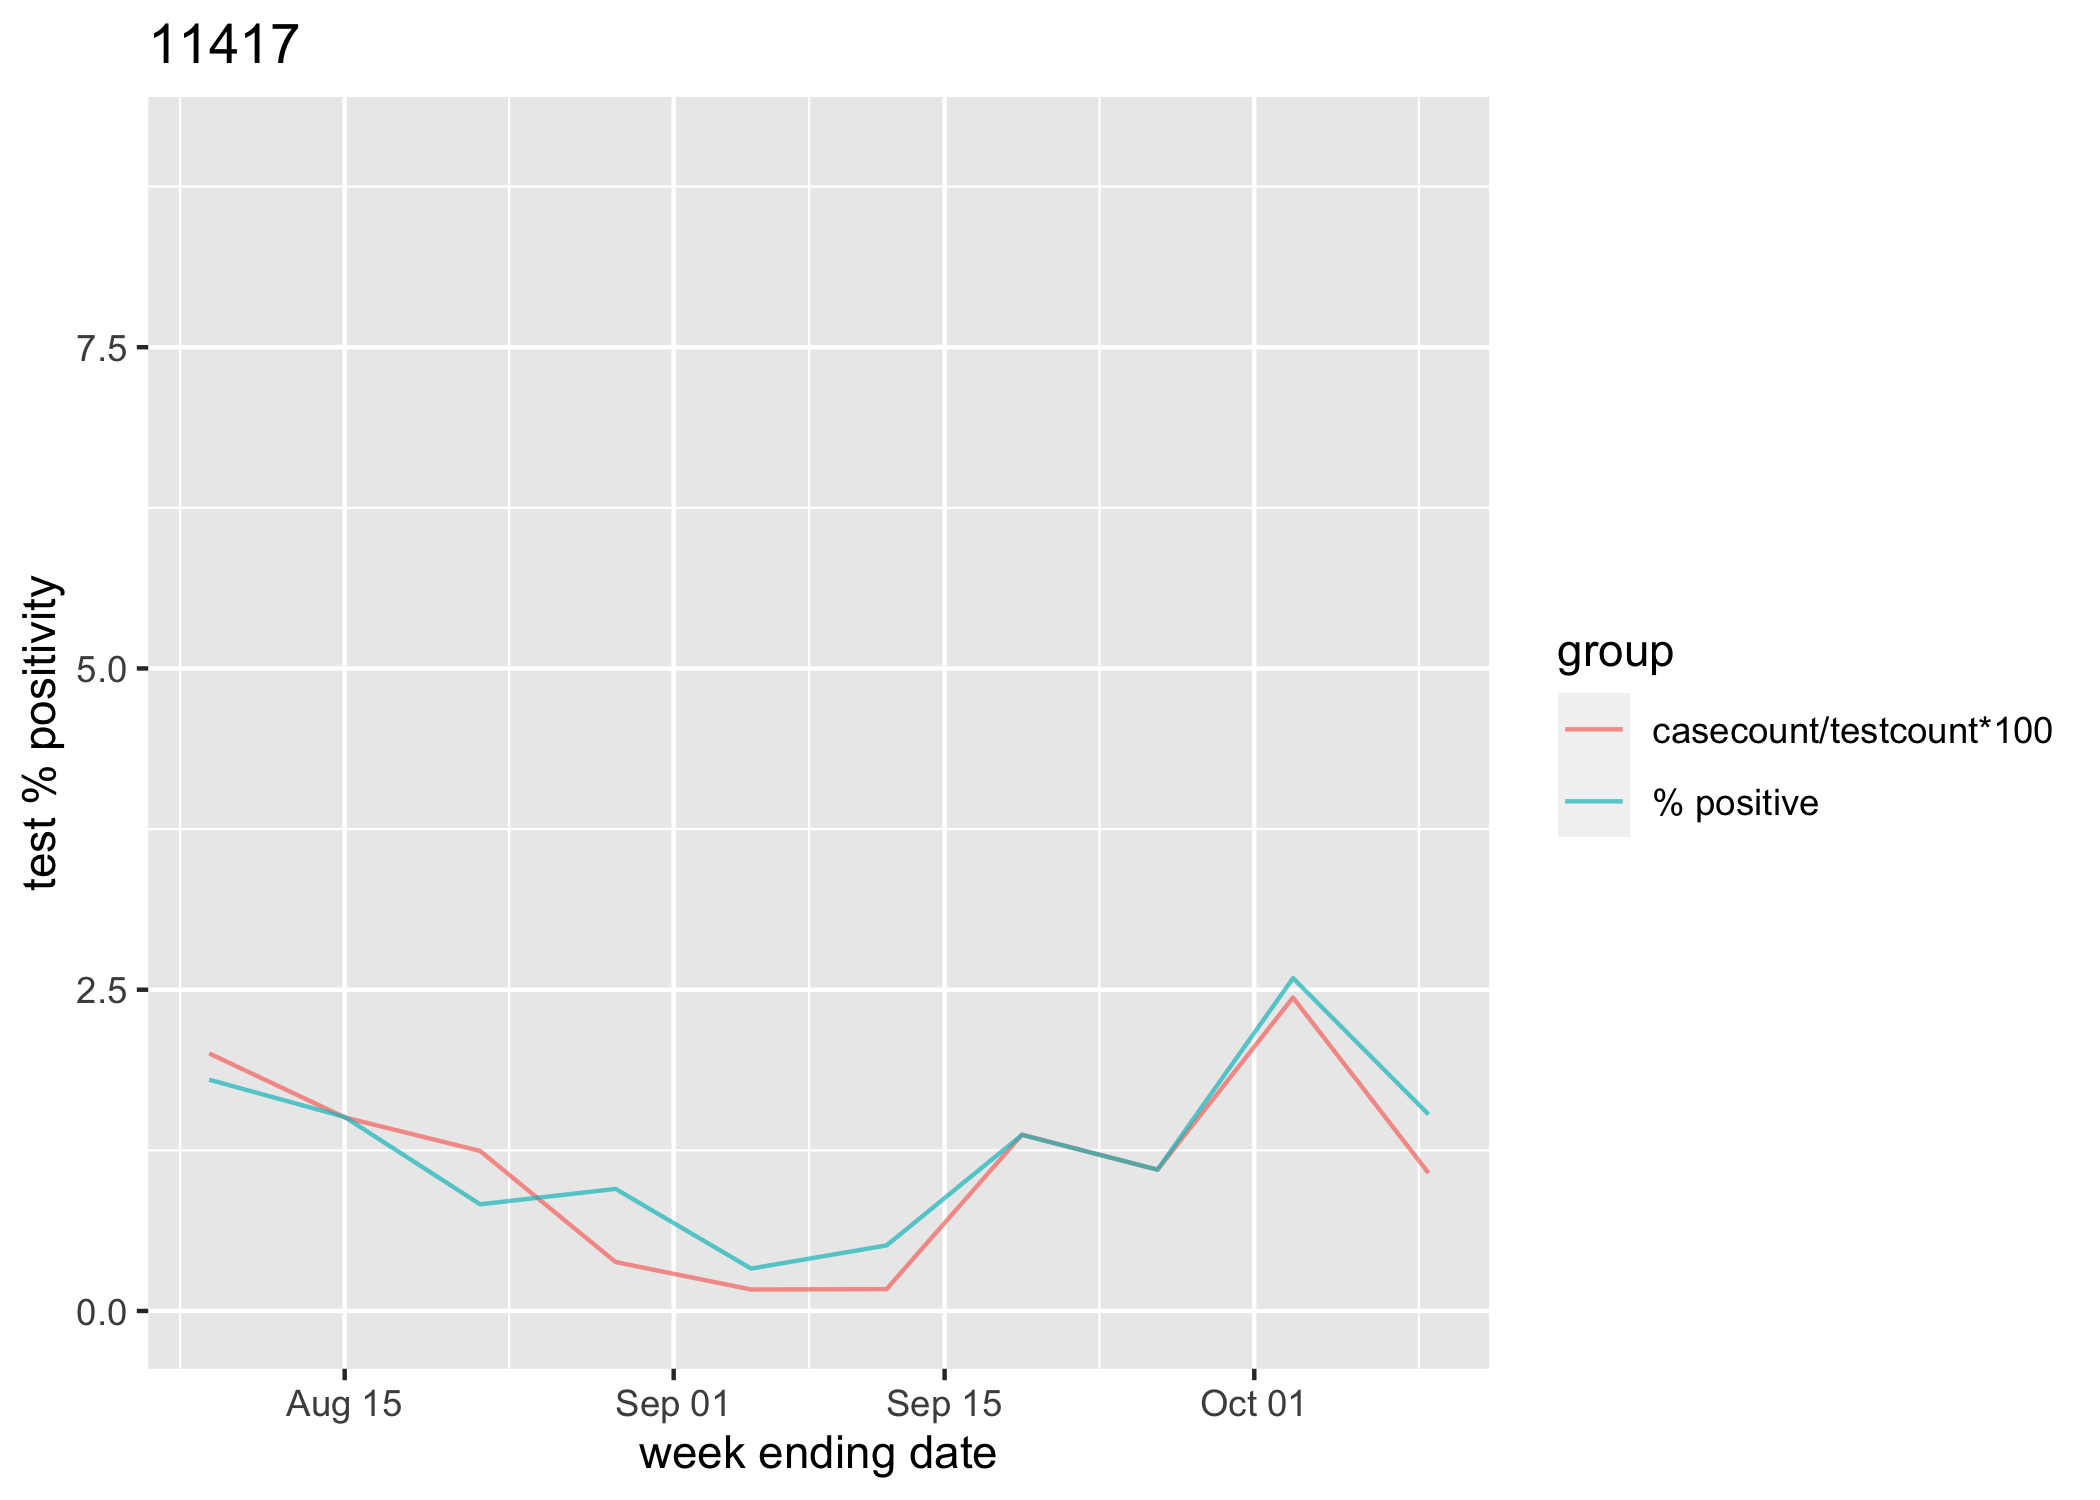 11417
test % positivity
7.5
5.0
2.5
0.0
Aug 15
Sep 01
Sep 15
Oct 01
week ending date
group
casecount/testcount*100
% positive